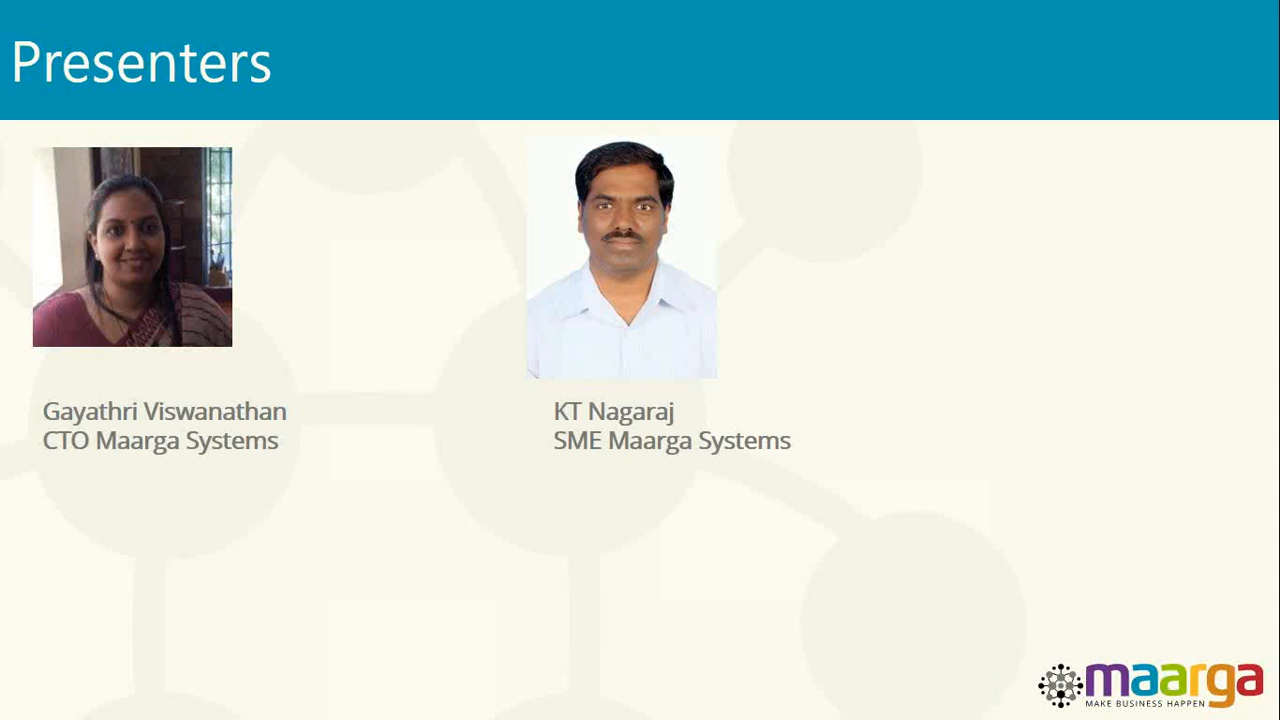 Presenters
Gayathri Viswanathan
CTO Maarga Systems
KT Nagaraj
SME Maarga Systems
maarga
MAKE BUSINESS HAPPEN